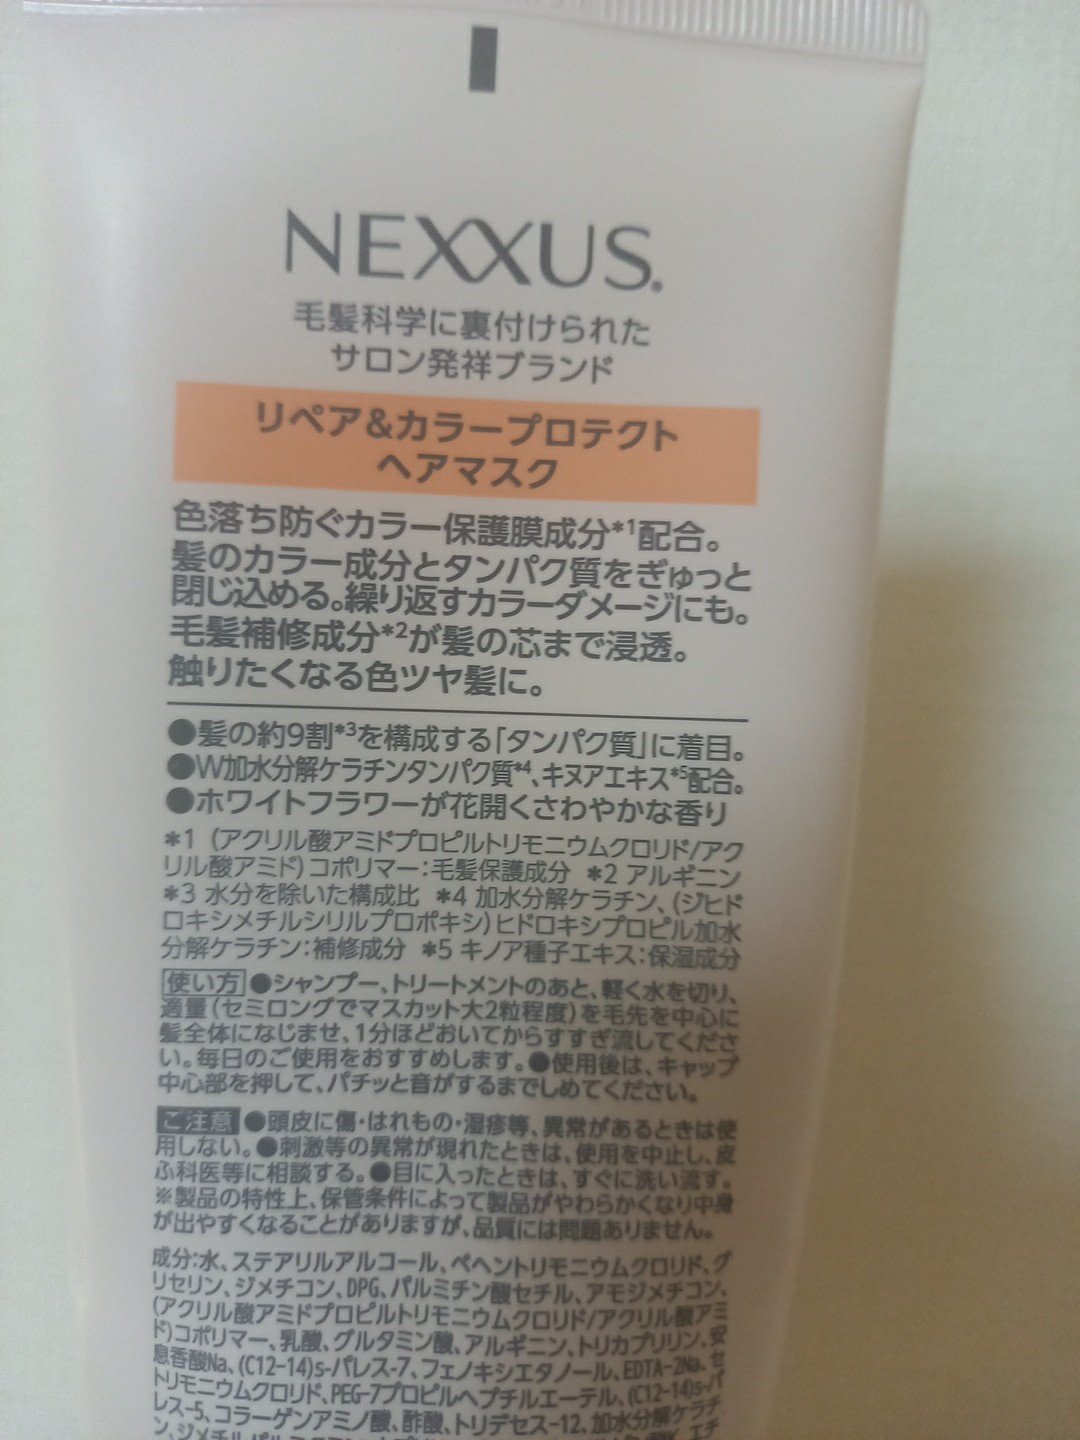 NEXXUS®
毛髪科学に裏付けられた
サロン発祥ブランド
リペア&カラープロテクト
ヘアマスク
色落ち防ぐカラー保護膜成分*1配合。
髪のカラー成分とタンパク質をぎゅっと
閉じ込める。繰り返すカラーダメージにも。
毛髪補修成分*2が髪の芯まで浸透。
触りたくなる色ツヤ髪に。
●髪の約9割*3を構成する「タンパク質」に着目。
●W加水分解ケラチンタンパク質*4、キヌアエキス*5配合。
●ホワイトフラワーが花開くさわやかな香り
*1 (アクリル酸アミドプロピルトリモニウムクロリド/アク
リル酸アミド)コポリマー:毛髪保護成分 *2 アルギニン
*3 水分を除いた構成比 *4 加水分解ケラチン、(ジヒド
ロキシメチルシリルプロポキシ)ヒドロキシプロピル加水
分解ケラチン:補修成分 *5 キノア種子エキス:保湿成分
使い方 ●シャンプー、トリートメントのあと、軽く水を切り、
適量(セミロングでマスカット大2粒程度)を毛先を中心に
髪全体になじませ、1分ほどおいてからすすぎ流してくださ
い。毎日のご使用をおすすめします。●使用後は、キャップ
中心部を押して、パチッと音がするまでしめてください。
ご注意 ●頭皮に傷・はれもの・湿疹等、異常があるときは使
用しない。●刺激等の異常が現れたときは、使用を中止し、皮
ふ科医等に相談する。●目に入ったときは、すぐに洗い流す。
※製品の特性上、保管条件によって製品がやわらかくなり中身
が出やすくなることがありますが、品質には問題ありません。
成分:水、ステアリルアルコール、ベヘントリモニウムクロリド、グ
リセリン、ジメチコン、DPG、パルミチン酸セチル、アモジメチコン、
(アクリル酸アミドプロピルトリモニウムクロリド/アクリル酸アミ
ド)コポリマー、乳酸、グルタミン酸、アルギニン、トリカプリリン、安
息香酸Na、(C12-14)s-パレス-7、フェノキシエタノール、EDTA-2Na、セ
トリモニウムクロリド、PEG-7プロピルヘプチルエーテル、(C12-14)s-パ
レス-5、コラーゲンアミノ酸、酢酸、トリデセス-12、加水分解ケラチ